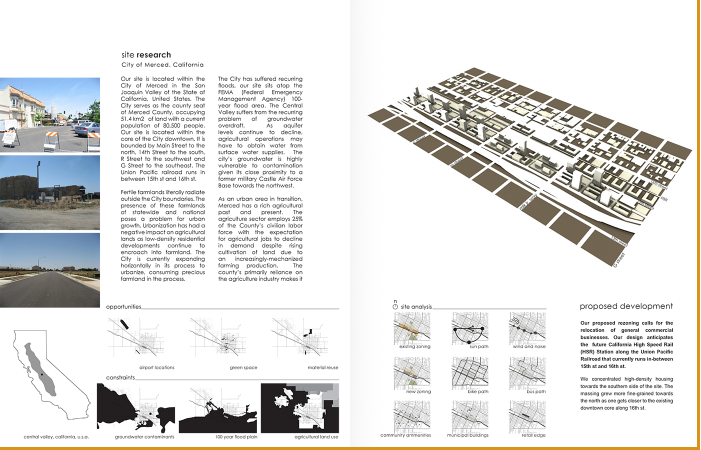 site research
City of Merced, California
Our site is located within the
City of Merced in the San
Joaquin Valley of the State of
California, United States. The
City serves as the county seat
of Merced County, occupying
51.4 km2 of land with a current
population of 80,500 people.
Our site is located within the
core of the City downtown. It is
bounded by Main Street to the
north, 14th Street to the south,
R Street to the southwest and
G Street to the southeast. The
Union Pacific railroad runs in
between 15th st and 16th st.
Fertile farmlands literally radiate
outside the City boundaries. The
presence of these farmlands
of statewide and national
poses a problem for urban
growth. Urbanization has had a
negative impact on agricultural
lands as low-density residential
developments continue to
encroach into farmland. The
City is currently expanding
horizontally in its process to
urbanize, consuming precious
farmland in the process.
The City has suffered recurring
floods, our site sits atop the
FEMA (Federal Emergency
Management Agency) 100-
year flood area. The Central
Valley suffers from the recurring
problem of groundwater
overdraft. As aquifer
levels continue to decline,
agricultural operations may
have to obtain water from
surface water supplies. The
city's groundwater is highly
vulnerable to contamination
given its close proximity to a
former military Castle Air Force
Base towards the northwest.
As an urban area in transition,
Merced has a rich agricultural
past and present. The
agriculture sector employs 25%
of the County's civilian labor
force with the expectation
for agricultural jobs to decline
in demand despite rising
cultivation of land due to
an increasingly-mechanized
farming production. The
county's primarily reliance on
the agriculture industry makes it
opportunities
airport locations
green space
material reuse
constraints
central valley, california, u.s.a.
groundwater contaminants
100 year flood plain
agricultural land use
n
site analysis
existing zoning
sun path
wind and noise
new zoning
bike path
bus path
community ammenities
municipal buildings
retail edge
proposed development
Our proposed rezoning calls for the
relocation of general commercial
businesses. Our design anticipates
the future California High Speed Rail
(HSR) Station along the Union Pacific
Railroad that currently runs in-between
15th st and 16th st.
We concentrated high-density housing
towards the southern side of the site. The
massing grew more fine-grained towards
the north as one gets closer to the existing
downtown core along 18th st.